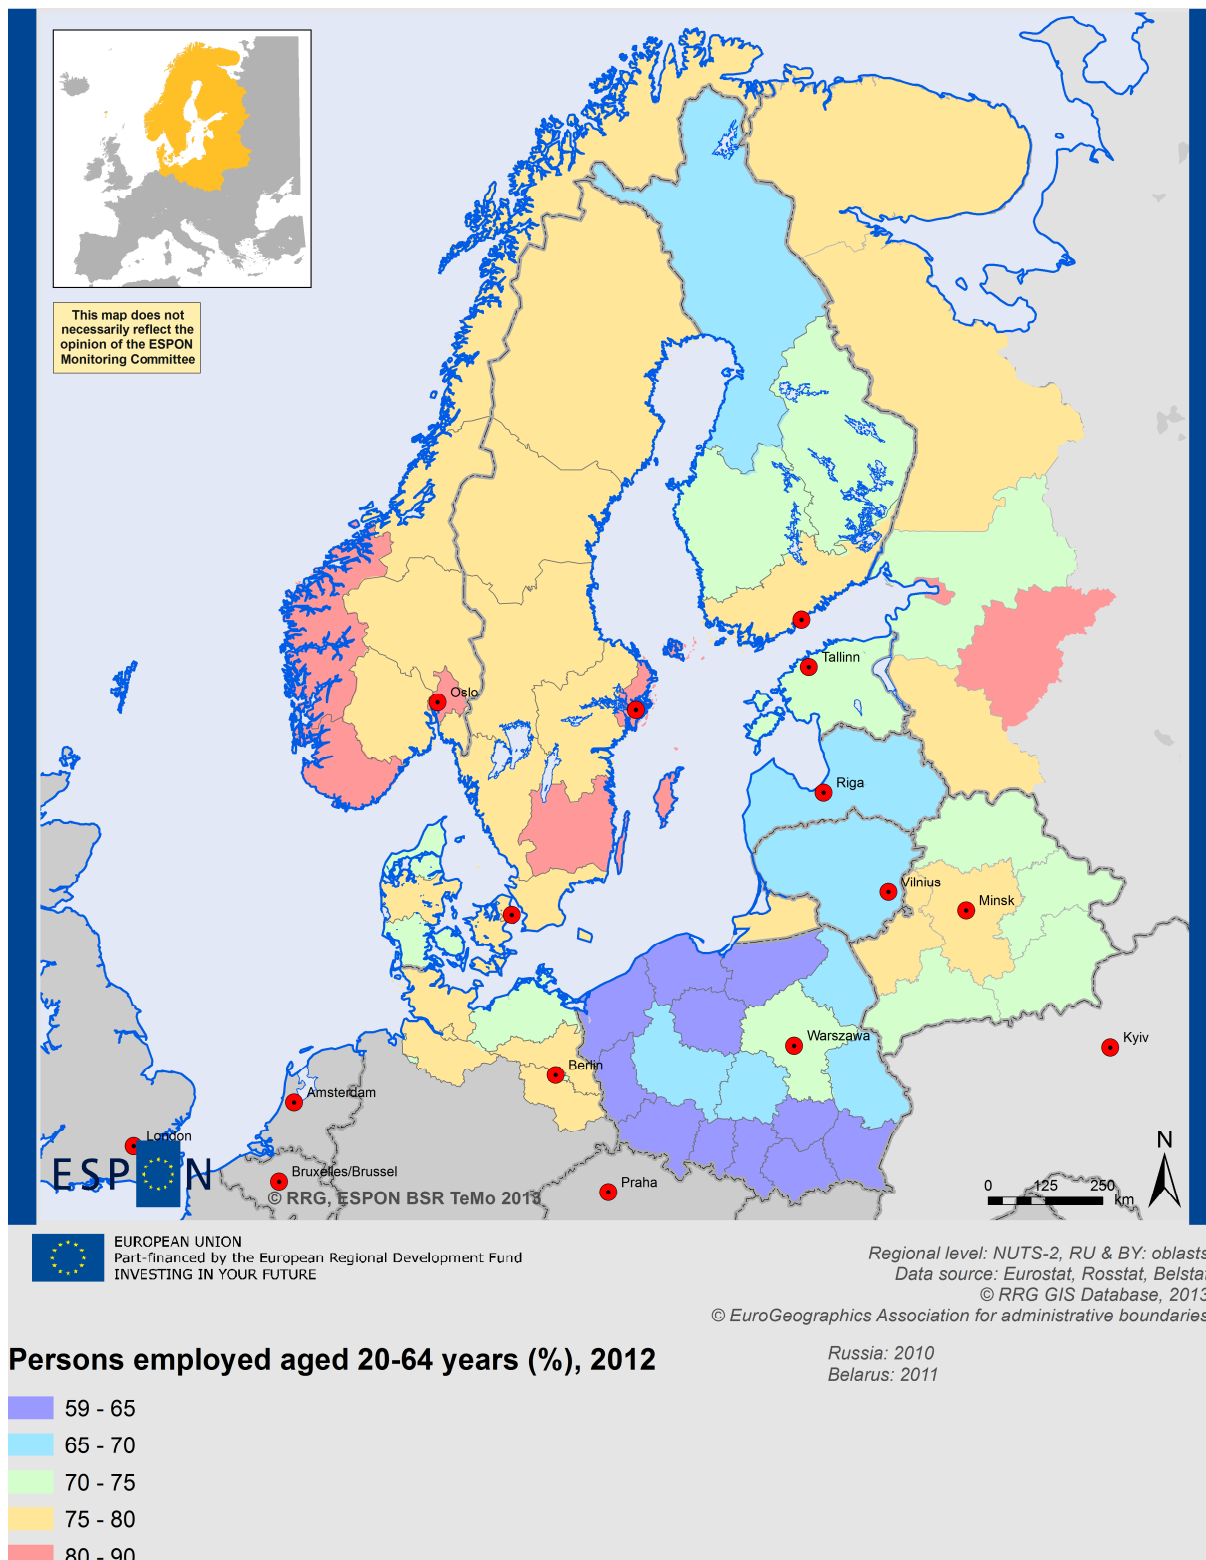 This map does not
necessarily reflect the
opinion of the ESPON
Monitoring Committee
Oslo
Tallinn
Riga
Vilnius
Minsk
Warszawa
Kyiv
Berlin
Amsterdam
London
Bruxelles/Brussel
Praha
ESPON
© RRG, ESPON BSR TeMo 2013
N
0 125 250
km
EUROPEAN UNION
Part-financed by the European Regional Development Fund
INVESTING IN YOUR FUTURE
Regional level: NUTS-2, RU & BY: oblasts
Data source: Eurostat, Rosstat, Belstat
© RRG GIS Database, 2013
© EuroGeographics Association for administrative boundaries
Persons employed aged 20-64 years (%), 2012
Russia: 2010
Belarus: 2011
59 - 65
65 - 70
70 - 75
75 - 80
80 - 90